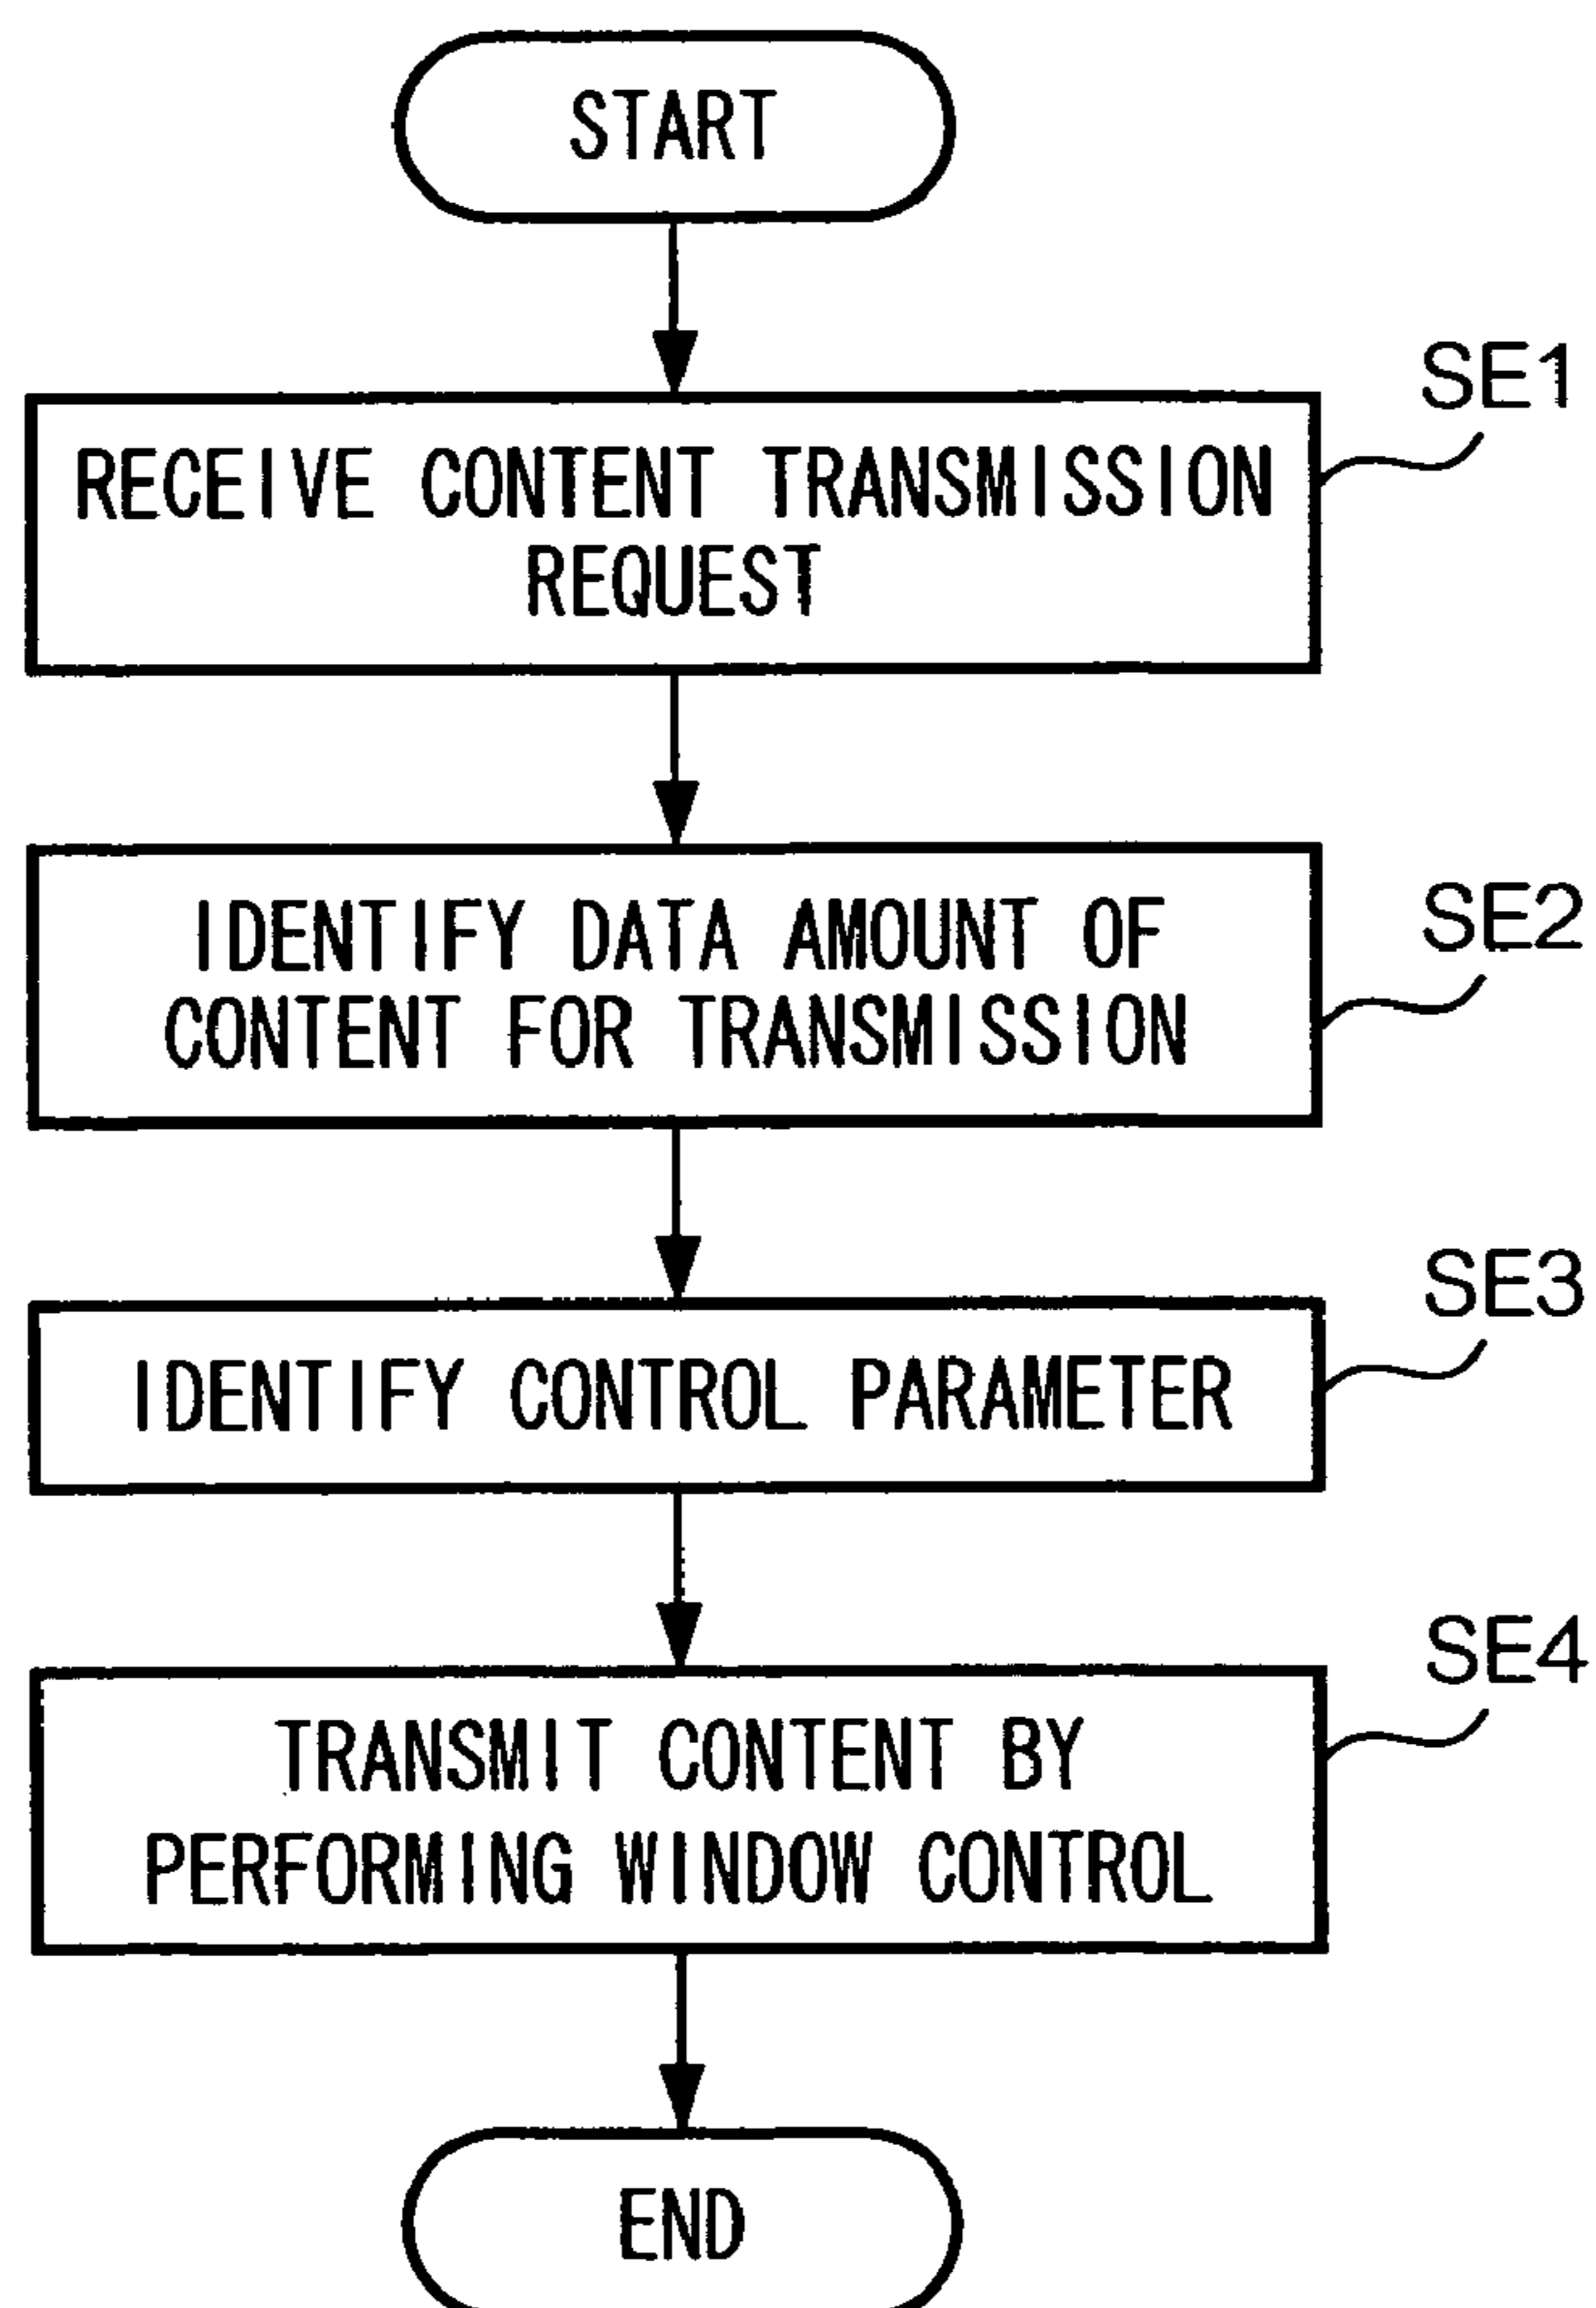 START
SE1
RECEIVE CONTENT TRANSMISSION
REQUEST
SE2
IDENTIFY DATA AMOUNT OF
CONTENT FOR TRANSMISSION
SE3
IDENTIFY CONTROL PARAMETER
SE4
TRANSMIT CONTENT BY
PERFORMING WINDOW CONTROL
END